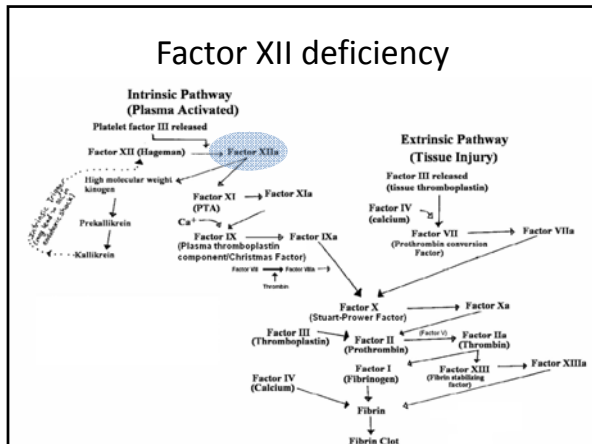 Factor XII deficiency
Intrinsic Pathway
(Plasma Activated)
Platelet factor III released
Factor XII (Hageman)
Factor XIIa
High molecular weight
kinogen
Prekallikrein
Kallikrein
Intrinsic Trigger
Factor XI
(PTA)
Factor XIa
Ca+
Factor IX
(Plasma thromboplastin
component/Christmas Factor)
Factor IXa
Factor VIII
Factor VIIIa
Thrombin
Extrinsic Pathway
(Tissue Injury)
Factor III released
(tissue thromboplastin)
Factor IV
(calcium)
Factor VII
(Prothrombin conversion
Factor)
Factor VIIa
Factor X
(Stuart-Prower Factor)
Factor Xa
Factor III
(Thromboplastin)
Factor II
(Prothrombin)
(Factor V)
Factor IIa
(Thrombin)
Factor I
(Fibrinogen)
Factor XIII
(Fibrin stabilizing
factor)
Factor XIIIa
Factor IV
(Calcium)
Fibrin
Fibrin Clot